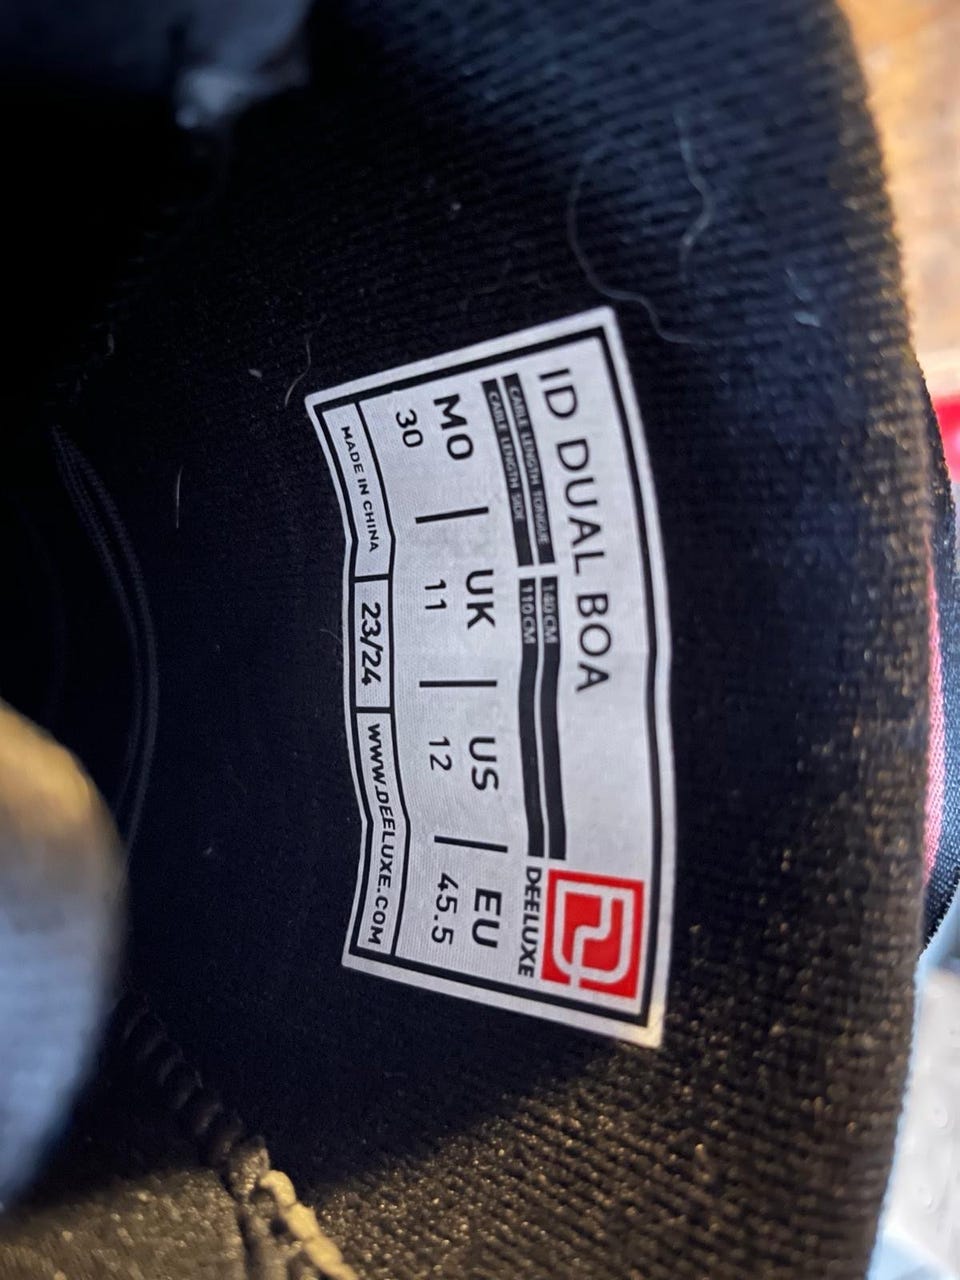 ID DUAL BOA
CABLE LENGTH TONGUE 140 CM
CABLE LENGTH SIDE 110 CM
DEELUXE
MO | UK | US | EU
30 11 12 45.5
MADE IN CHINA 23/24 WWW.DEELUXE.COM